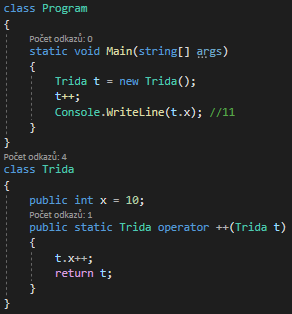 class Program
{
Počet odkazů: 0
static void Main(string[] args)
{
Trida t = new Trida();
t++;
Console.WriteLine(t.x); //11
}
}
Počet odkazů: 4
class Trida
{
public int x = 10;
Počet odkazů: 1
public static Trida operator ++(Trida t)
{
t.x++;
return t;
}
}